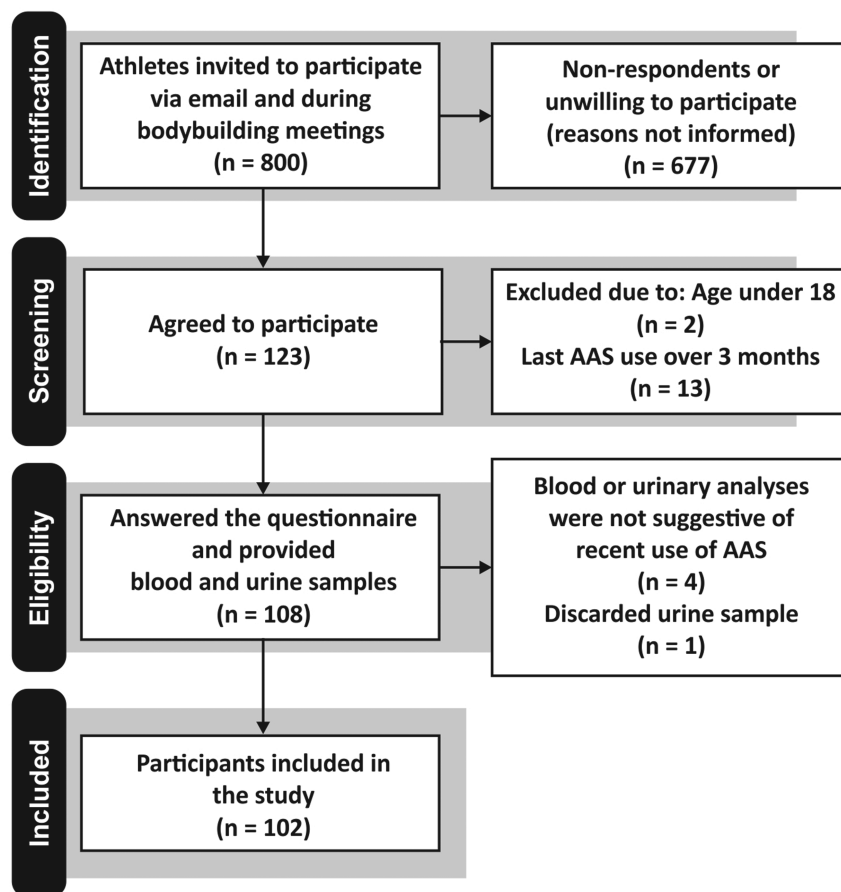 Identification
Athletes invited to participate
via email and during
bodybuilding meetings
(n = 800)
Non-respondents or
unwilling to participate
(reasons not informed)
(n = 677)
Screening
Agreed to participate
(n = 123)
Excluded due to: Age under 18
(n = 2)
Last AAS use over 3 months
(n = 13)
Eligibility
Answered the questionnaire
and provided
blood and urine samples
(n = 108)
Blood or urinary analyses
were not suggestive of
recent use of AAS
(n = 4)
Discarded urine sample
(n = 1)
Included
Participants included in
the study
(n = 102)